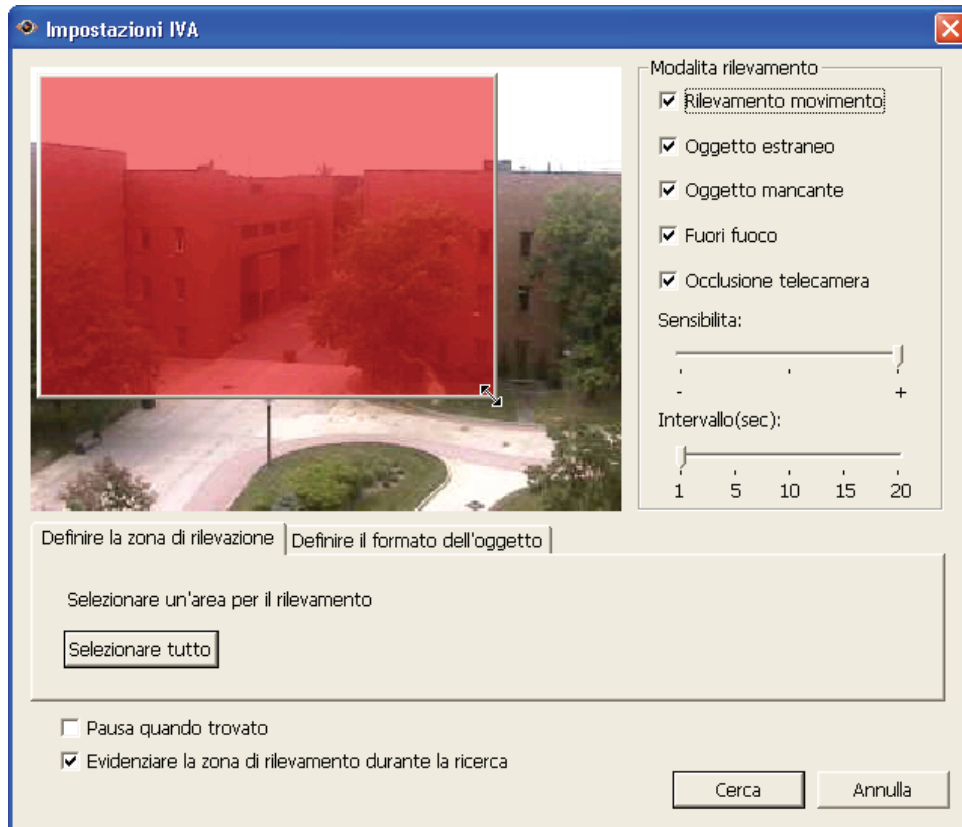 Impostazioni IVA
Modalita rilevamento
Rilevamento movimento
Oggetto estraneo
Oggetto mancante
Fuori fuoco
Occlusione telecamera
Sensibilita:
- +
Intervallo(sec):
1 5 10 15 20
Definire la zona di rilevazione
Definire il formato dell'oggetto
Selezionare un'area per il rilevamento
Selezionare tutto
Pausa quando trovato
Evidenziare la zona di rilevamento durante la ricerca
Cerca
Annulla